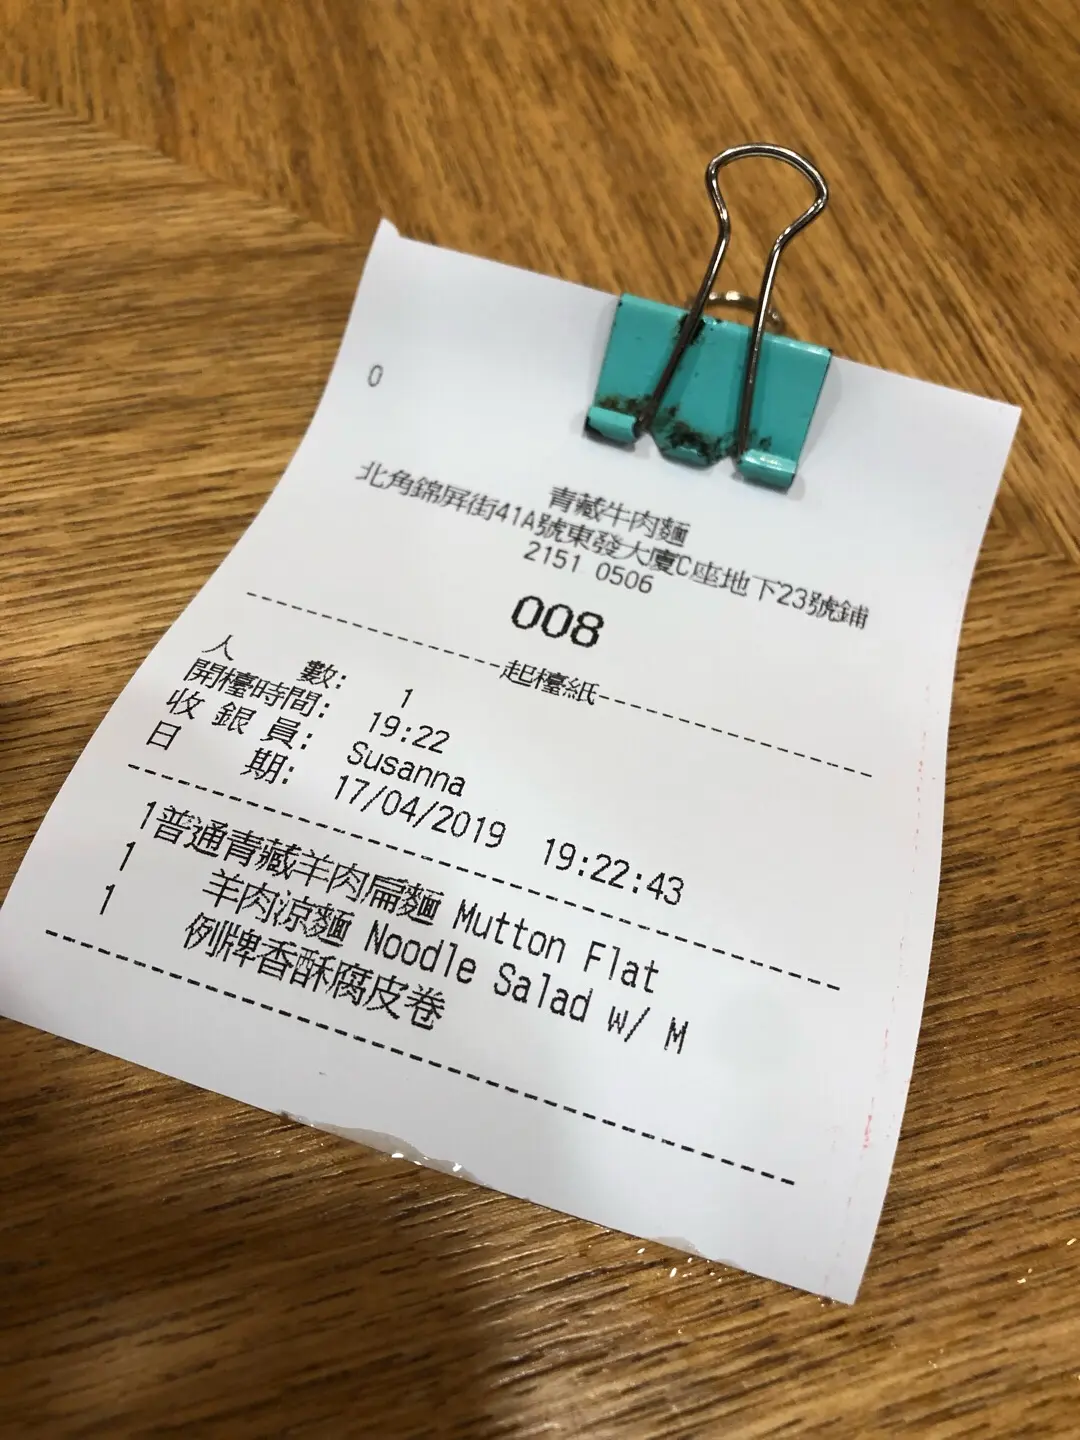 0
青藏牛肉麵
北角錦屏街41A號東發大廈C座地下23號鋪
2151 0506
008
--------------------起檯紙--------------------
人 數: 1
開檯時間: 19:22
收 銀 員: Susanna
日 期: 17/04/2019 19:22:43
1普通青藏羊肉扁麵 Mutton Flat
1 羊肉涼麵 Noodle Salad w/ M
1 例牌香酥腐皮卷